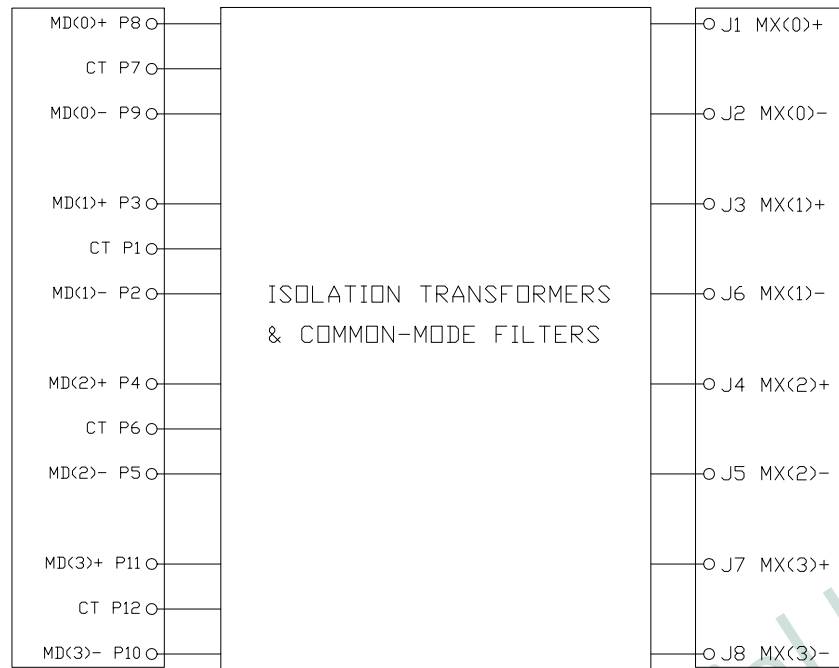 MD(0)+ P8
CT P7
MD(0)- P9
MD(1)+ P3
CT P1
MD(1)- P2
MD(2)+ P4
CT P6
MD(2)- P5
MD(3)+ P11
CT P12
MD(3)- P10
ISOLATION TRANSFORMERS
& COMMON-MODE FILTERS
J1 MX(0)+
J2 MX(0)-
J3 MX(1)+
J6 MX(1)-
J4 MX(2)+
J5 MX(2)-
J7 MX(3)+
J8 MX(3)-